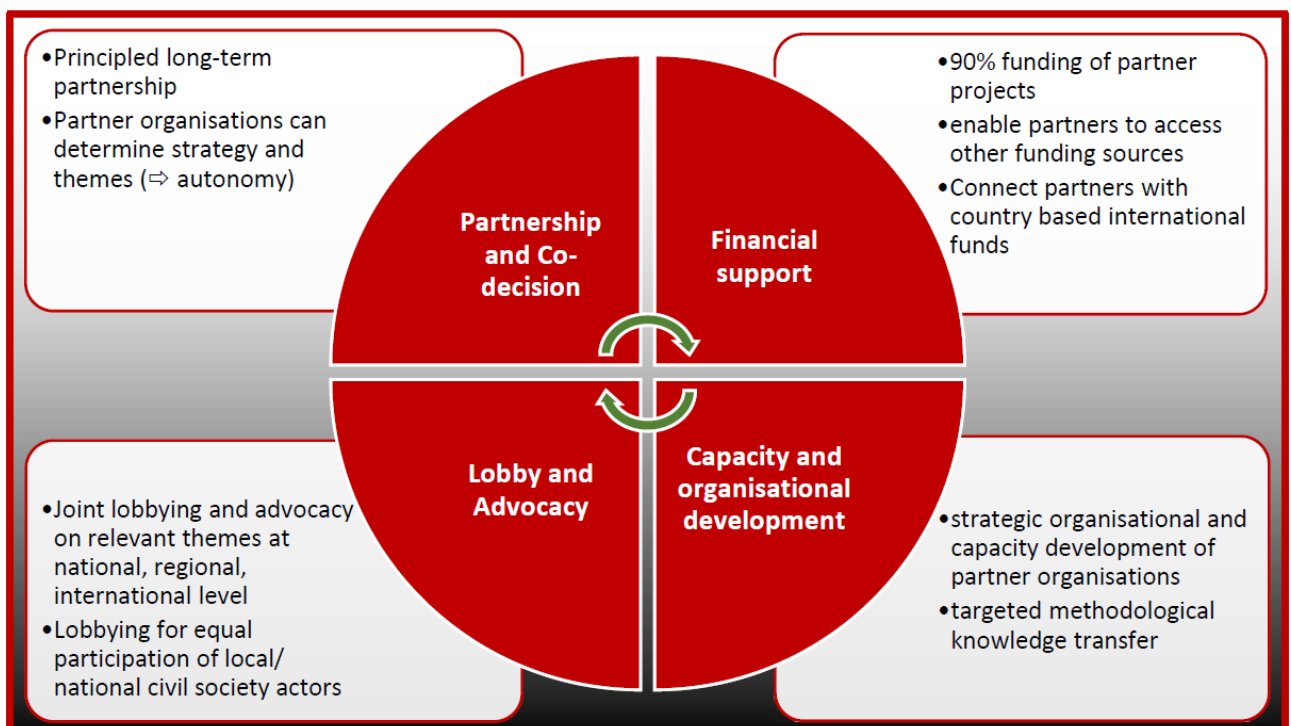 •Principled long-term
partnership
•Partner organisations can
determine strategy and
themes (⇨ autonomy)
•90% funding of partner
projects
•enable partners to access
other funding sources
•Connect partners with
country based international
funds
Partnership
and Co-
decision
Financial
support
Lobby and
Advocacy
Capacity and
organisational
development
•Joint lobbying and advocacy
on relevant themes at
national, regional,
international level
•Lobbying for equal
participation of local/
national civil society actors
•strategic organisational and
capacity development of
partner organisations
•targeted methodological
knowledge transfer